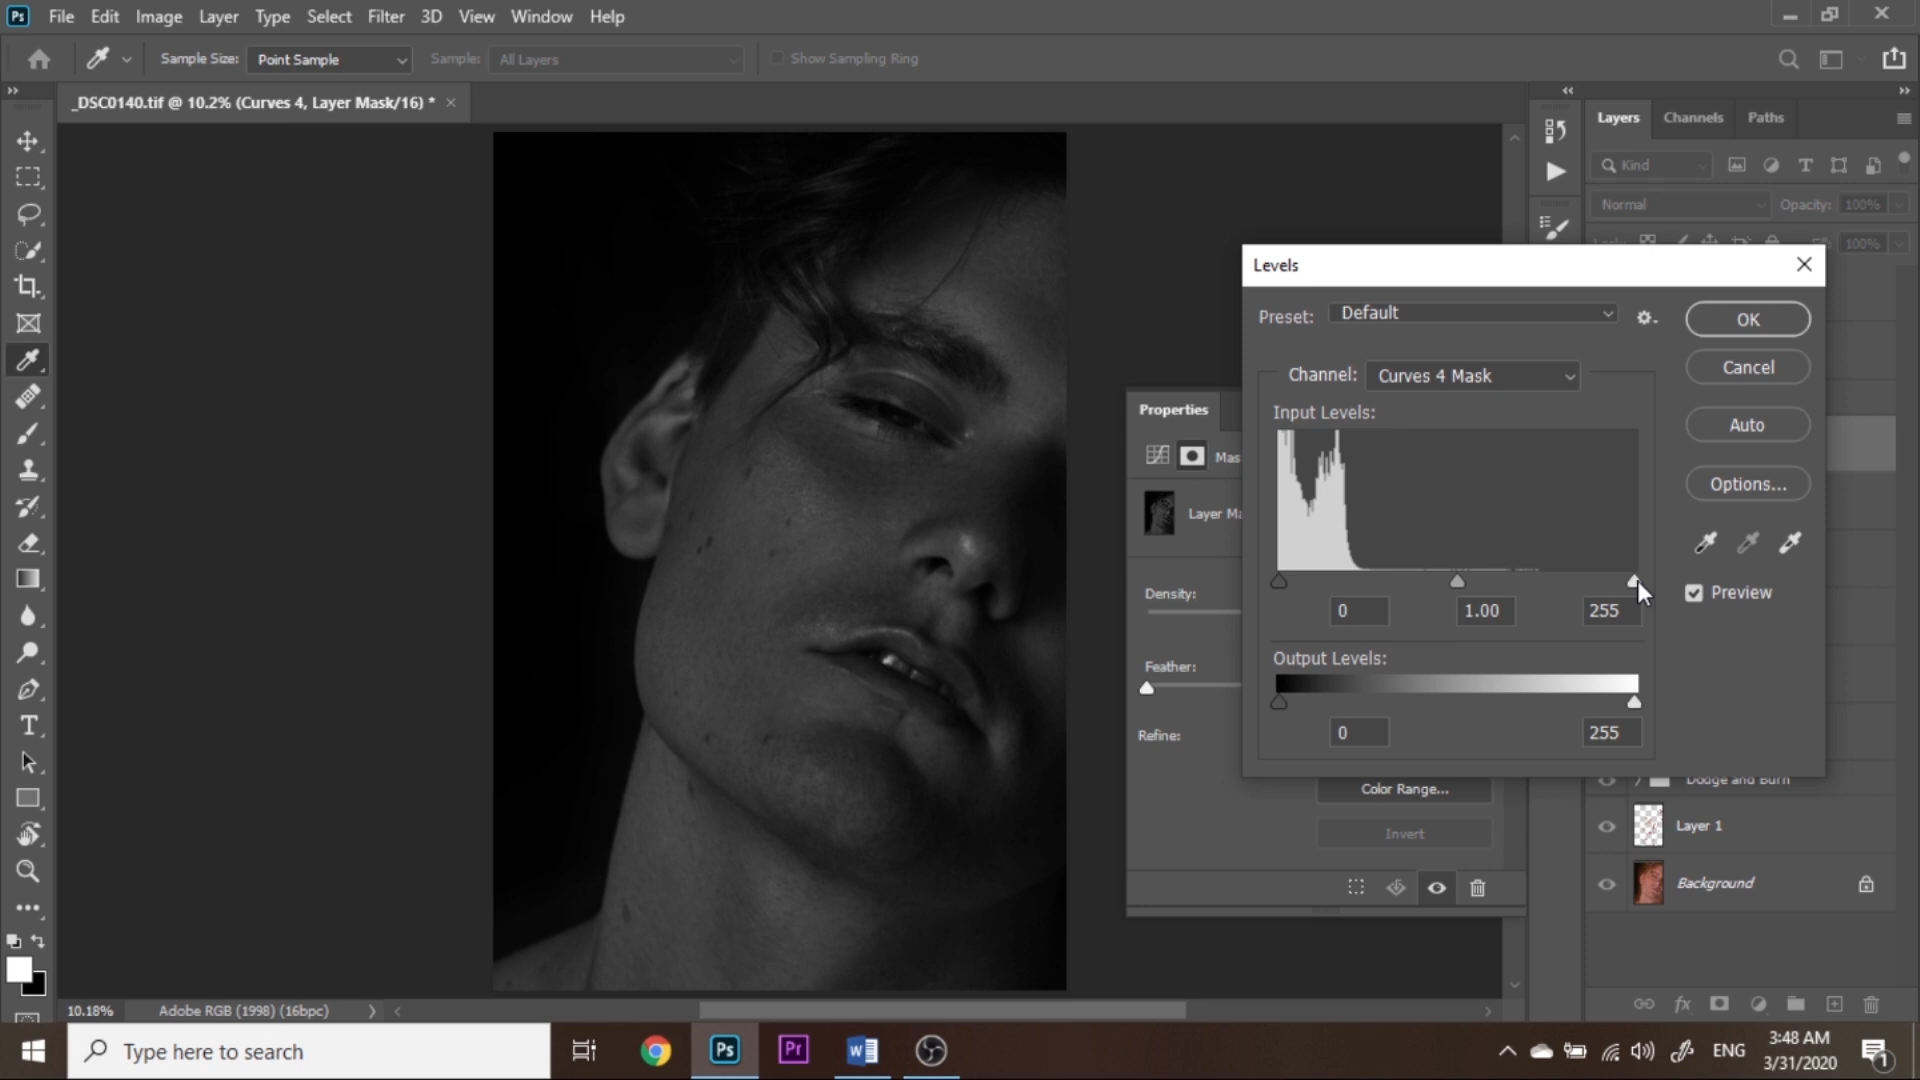 Ps File Edit Image Layer Type Select Filter 3D View Window Help
Sample Size: Point Sample Sample: All Layers Show Sampling Ring
_DSC0140.tif @ 10.2% (Curves 4, Layer Mask/16) *
Layers Channels Paths
Kind
Normal Opacity: 100%
100%
Levels
Preset: Default OK
Channel: Curves 4 Mask Cancel
Input Levels: Auto
Properties
Mas
Options...
Layer Ma
Density: 0 1.00 255 Preview
Output Levels:
Feather:
Refine: 0 255
Color Range... Dodge and Burn
Invert Layer 1
Background
10.18% Adobe RGB (1998) (16bpc)
Type here to search Ps Pr W ENG 3:48 AM
3/31/2020 1